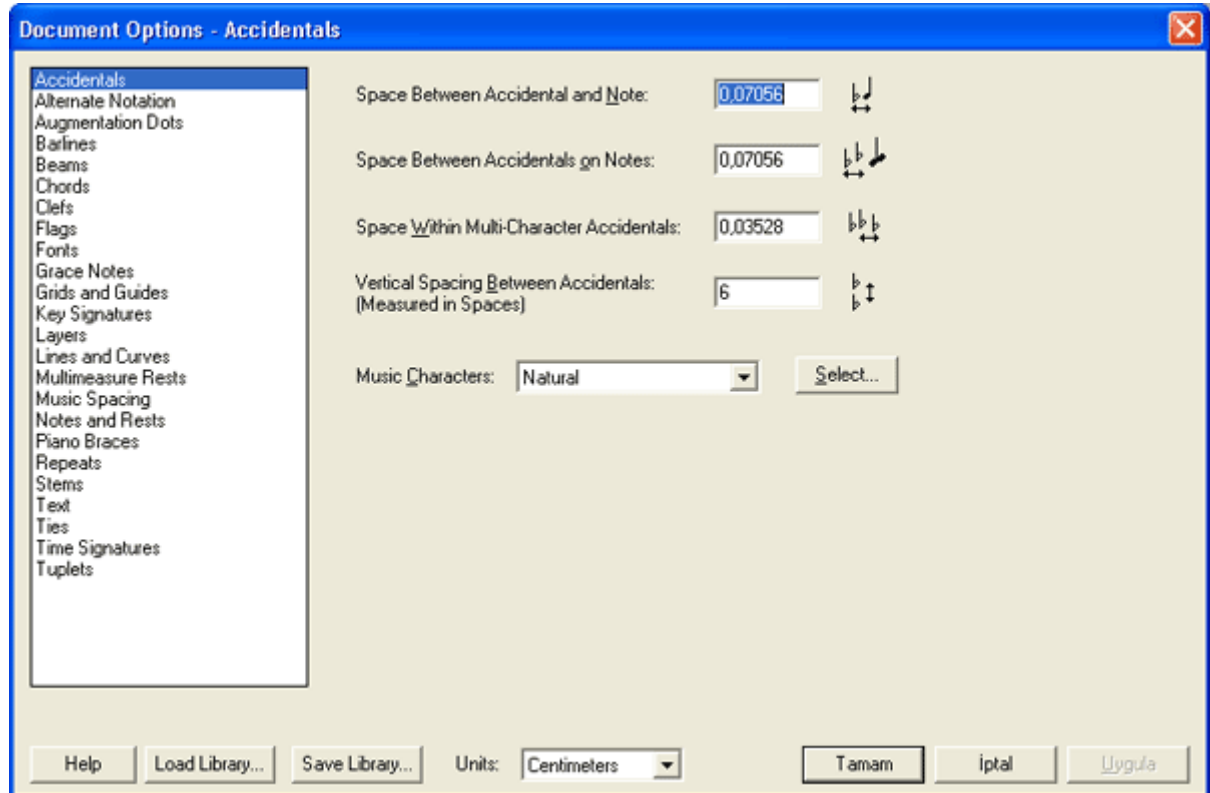 Document Options - Accidentals
Accidentals
Alternate Notation
Augmentation Dots
Barlines
Beams
Chords
Clefs
Flags
Fonts
Grace Notes
Grids and Guides
Key Signatures
Layers
Lines and Curves
Multimeasure Rests
Music Spacing
Notes and Rests
Piano Braces
Repeats
Stems
Text
Ties
Time Signatures
Tuplets
Space Between Accidental and Note: 0,07056
Space Between Accidentals on Notes: 0,07056
Space Within Multi-Character Accidentals: 0,03528
Vertical Spacing Between Accidentals: 6
(Measured in Spaces)
Music Characters: Natural Select...
Help Load Library... Save Library... Units: Centimeters Tamam İptal Uygula